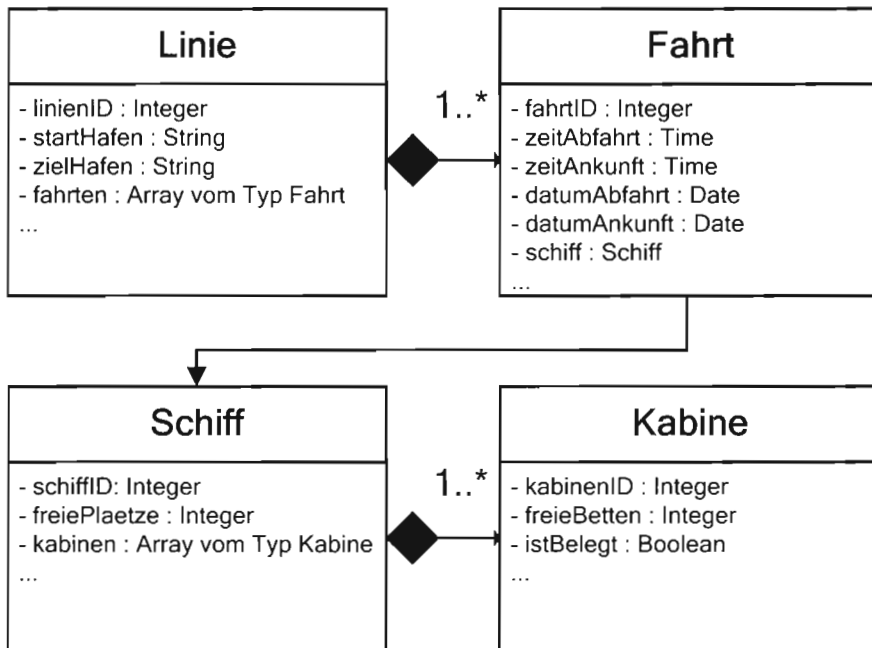 Linie
- linienID : Integer
- startHafen : String
- zielHafen : String
- fahrten : Array vom Typ Fahrt
...
1..*
Fahrt
- fahrtID : Integer
- zeitAbfahrt : Time
- zeitAnkunft : Time
- datumAbfahrt : Date
- datumAnkunft : Date
- schiff : Schiff
...
Schiff
- schiffID: Integer
- freiePlaetze : Integer
- kabinen : Array vom Typ Kabine
...
1..*
Kabine
- kabinenID : Integer
- freieBetten : Integer
- istBelegt : Boolean
...